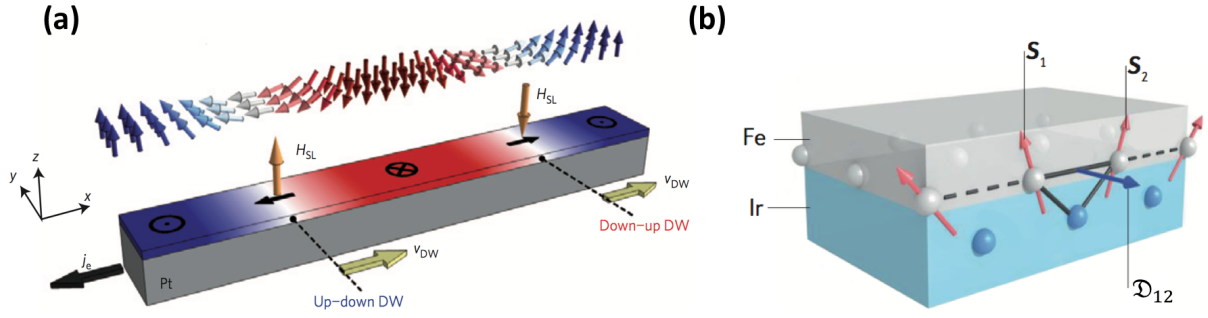 (a)
H_SL
H_SL
z
y
x
v_DW
Down–up DW
j_e
Pt
v_DW
Up–down DW
(b)
S_1
S_2
Fe
Ir
𝔇_12